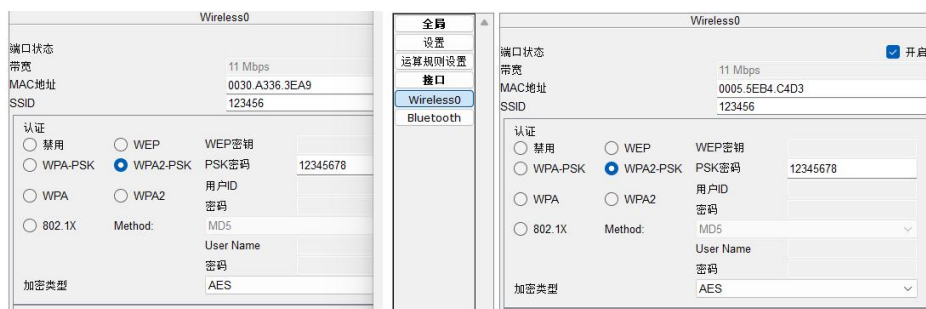 Wireless0
端口状态
带宽 11 Mbps
MAC地址 0030.A336.3EA9
SSID 123456
认证
禁用 WEP WEP密钥
WPA-PSK WPA2-PSK PSK密码 12345678
用户ID
WPA WPA2
密码
802.1X Method: MD5
User Name
密码
加密类型 AES
全局
设置
运算规则设置
接口
Wireless0
Bluetooth
Wireless0
端口状态 开启
带宽 11 Mbps
MAC地址 0005.5EB4.C4D3
SSID 123456
认证
禁用 WEP WEP密钥
WPA-PSK WPA2-PSK PSK密码 12345678
用户ID
WPA WPA2
密码
802.1X Method: MD5
User Name
密码
加密类型 AES